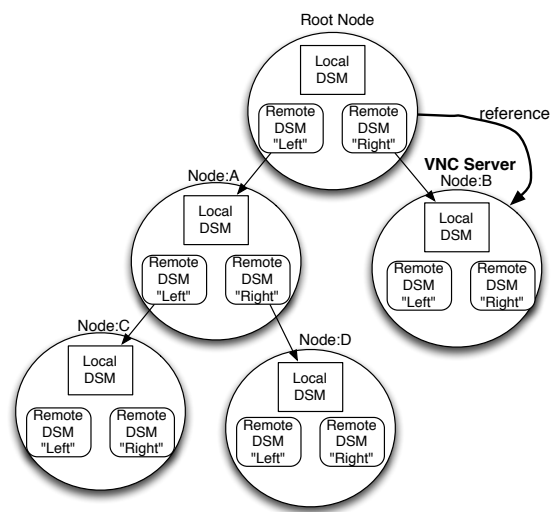 Root Node
Local
DSM
Remote
DSM
"Left"
Remote
DSM
"Right"
reference
VNC Server
Node:A
Node:B
Local
DSM
Remote
DSM
"Left"
Remote
DSM
"Right"
Local
DSM
Remote
DSM
"Left"
Remote
DSM
"Right"
Node:C
Node:D
Local
DSM
Remote
DSM
"Left"
Remote
DSM
"Right"
Local
DSM
Remote
DSM
"Left"
Remote
DSM
"Right"